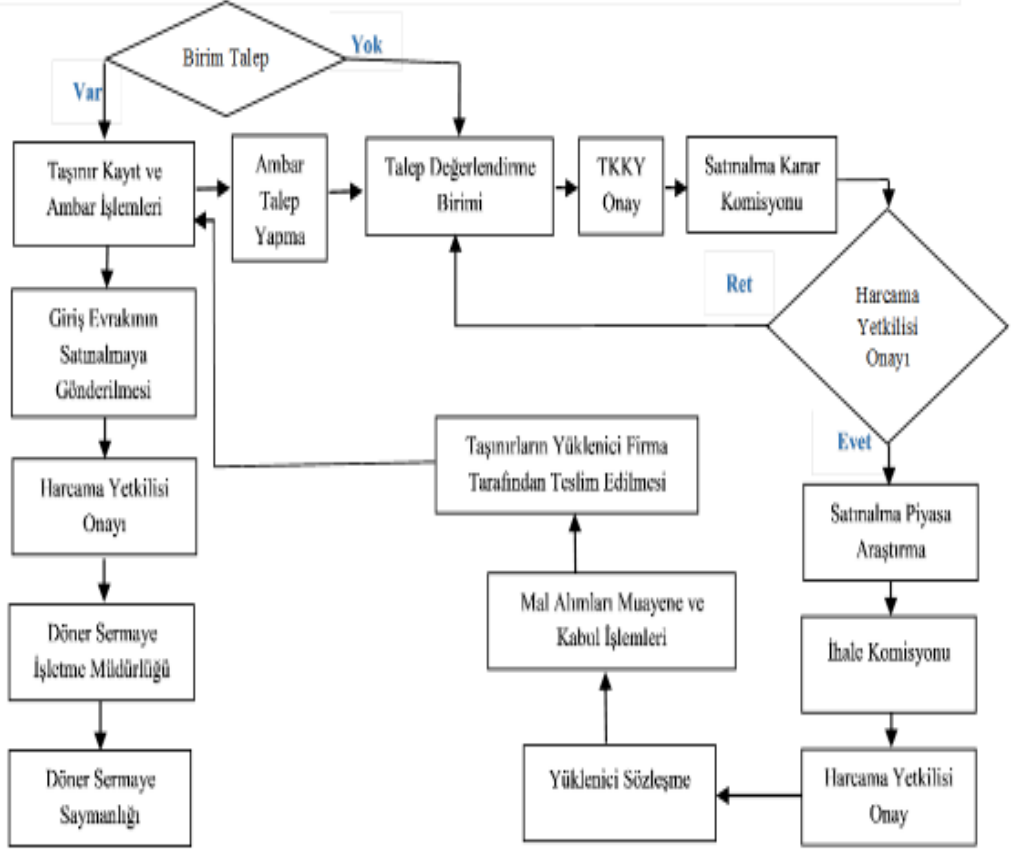 Birim Talep
Yok
Var
Taşınır Kayıt ve
Ambar İşlemleri
Ambar
Talep
Yapma
Talep Değerlendirme
Birimi
TKKY
Onay
Satınalma Karar
Komisyonu
Ret
Harcama
Yetkilisi
Onayı
Giriş Evrakının
Satınalmaya
Gönderilmesi
Evet
Taşınırların Yüklenici Firma
Tarafından Teslim Edilmesi
Harcama Yetkilisi
Onayı
Satınalma Piyasa
Araştırma
Mal Alımları Muayene ve
Kabul İşlemleri
Döner Sermaye
İşletme Müdürlüğü
İhale Komisyonu
Döner Sermaye
Saymanlığı
Yüklenici Sözleşme
Harcama Yetkilisi
Onay